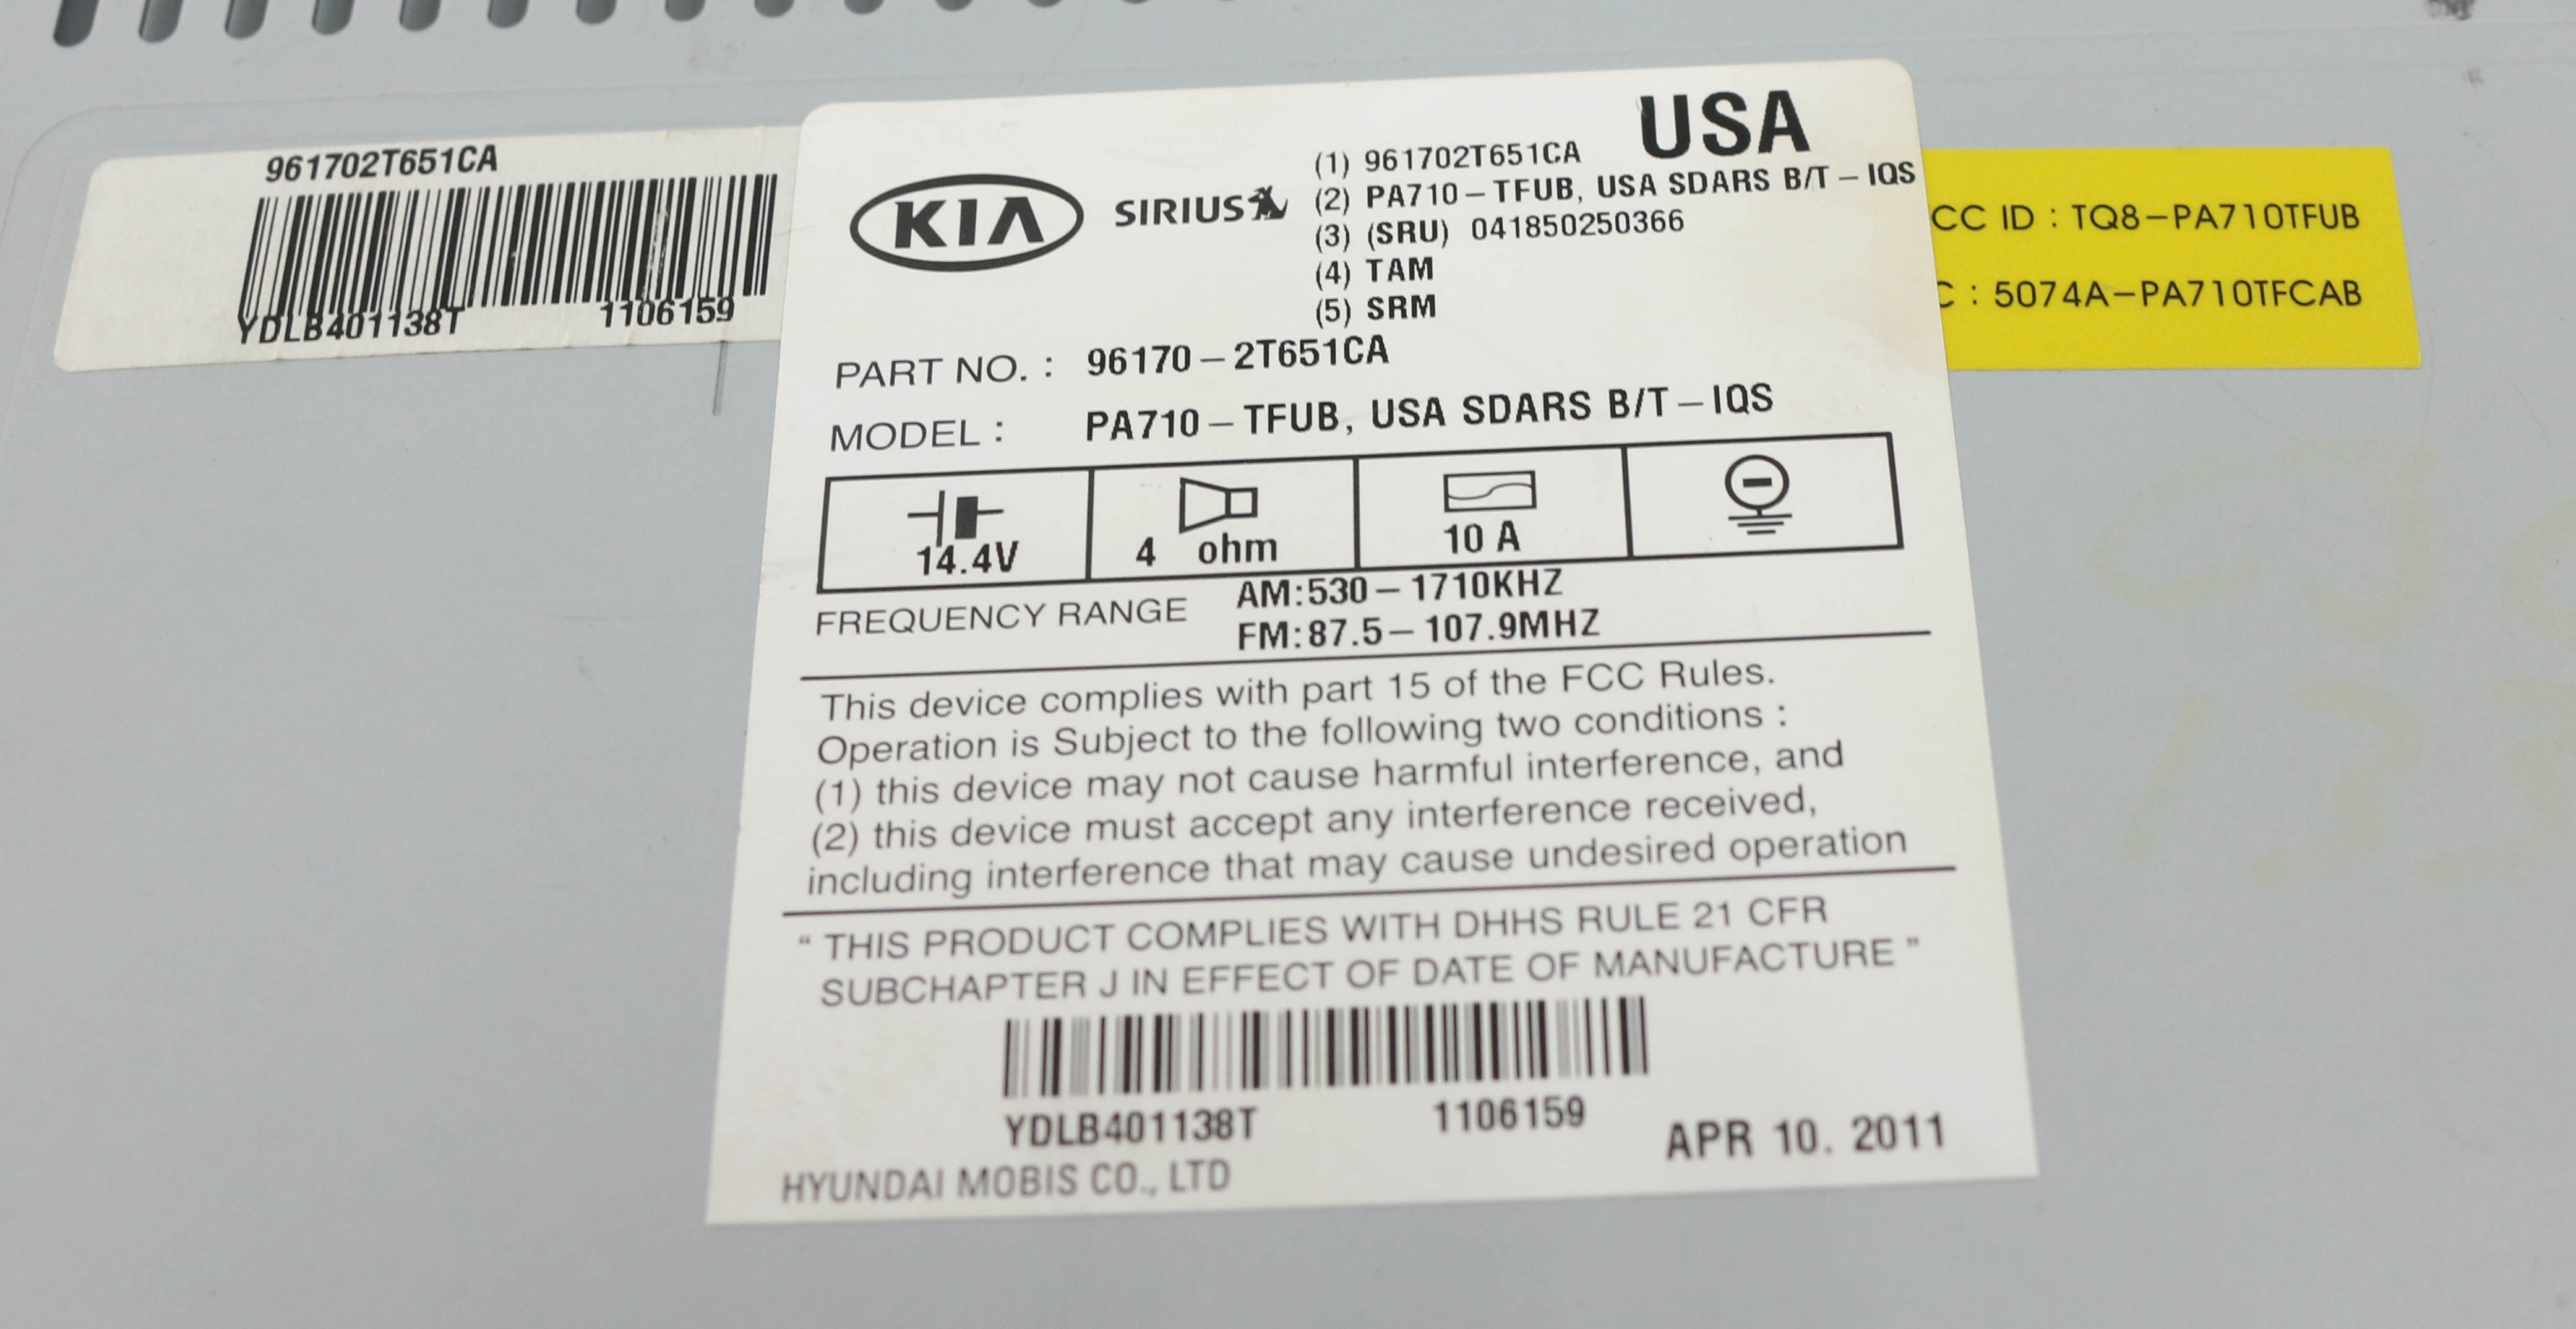 961702T651CA
YDLB401138T 1106159
USA
KIA
SIRIUS
(1) 961702T651CA
(2) PA710-TFUB, USA SDARS B/T-IQS
(3) (SRU) 041850250366
(4) TAM
(5) SRM
PART NO. : 96170-2T651CA
MODEL : PA710-TFUB, USA SDARS B/T-IQS
14.4V 4 ohm 10 A
FREQUENCY RANGE
AM:530-1710KHZ
FM:87.5-107.9MHZ
This device complies with part 15 of the FCC Rules.
Operation is Subject to the following two conditions :
(1) this device may not cause harmful interference, and
(2) this device must accept any interference received,
including interference that may cause undesired operation
“ THIS PRODUCT COMPLIES WITH DHHS RULE 21 CFR
SUBCHAPTER J IN EFFECT OF DATE OF MANUFACTURE ”
YDLB401138T 1106159
APR 10. 2011
HYUNDAI MOBIS CO., LTD
CC ID : TQ8-PA710TFUB
C : 5074A-PA710TFCAB